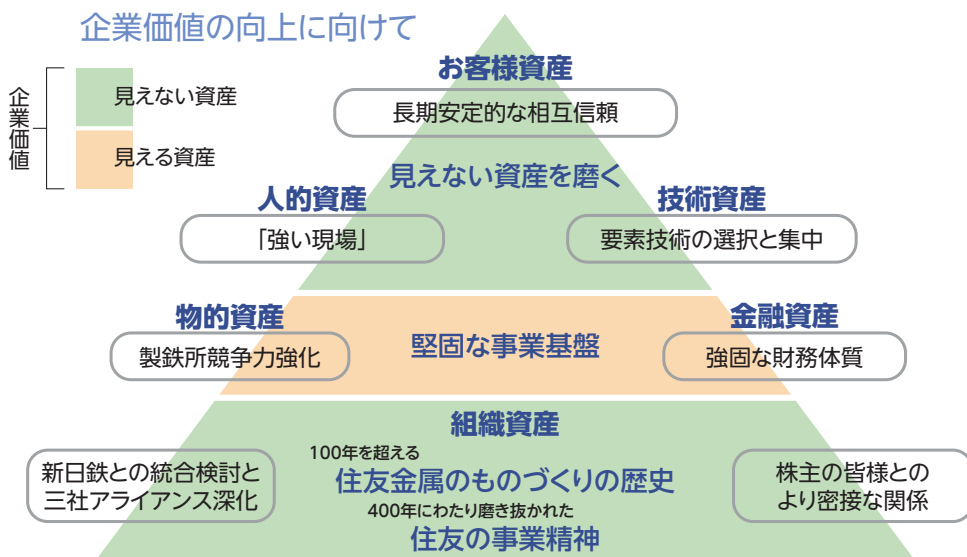 企業価値の向上に向けて
企業価値
見えない資産
見える資産
お客様資産
長期安定的な相互信頼
見えない資産を磨く
人的資産
「強い現場」
技術資産
要素技術の選択と集中
物的資産
製鉄所競争力強化
堅固な事業基盤
金融資産
強固な財務体質
組織資産
新日鉄との統合検討と
三社アライアンス深化
100年を超える
住友金属のものづくりの歴史
400年にわたり磨き抜かれた
住友の事業精神
株主の皆様との
より密接な関係